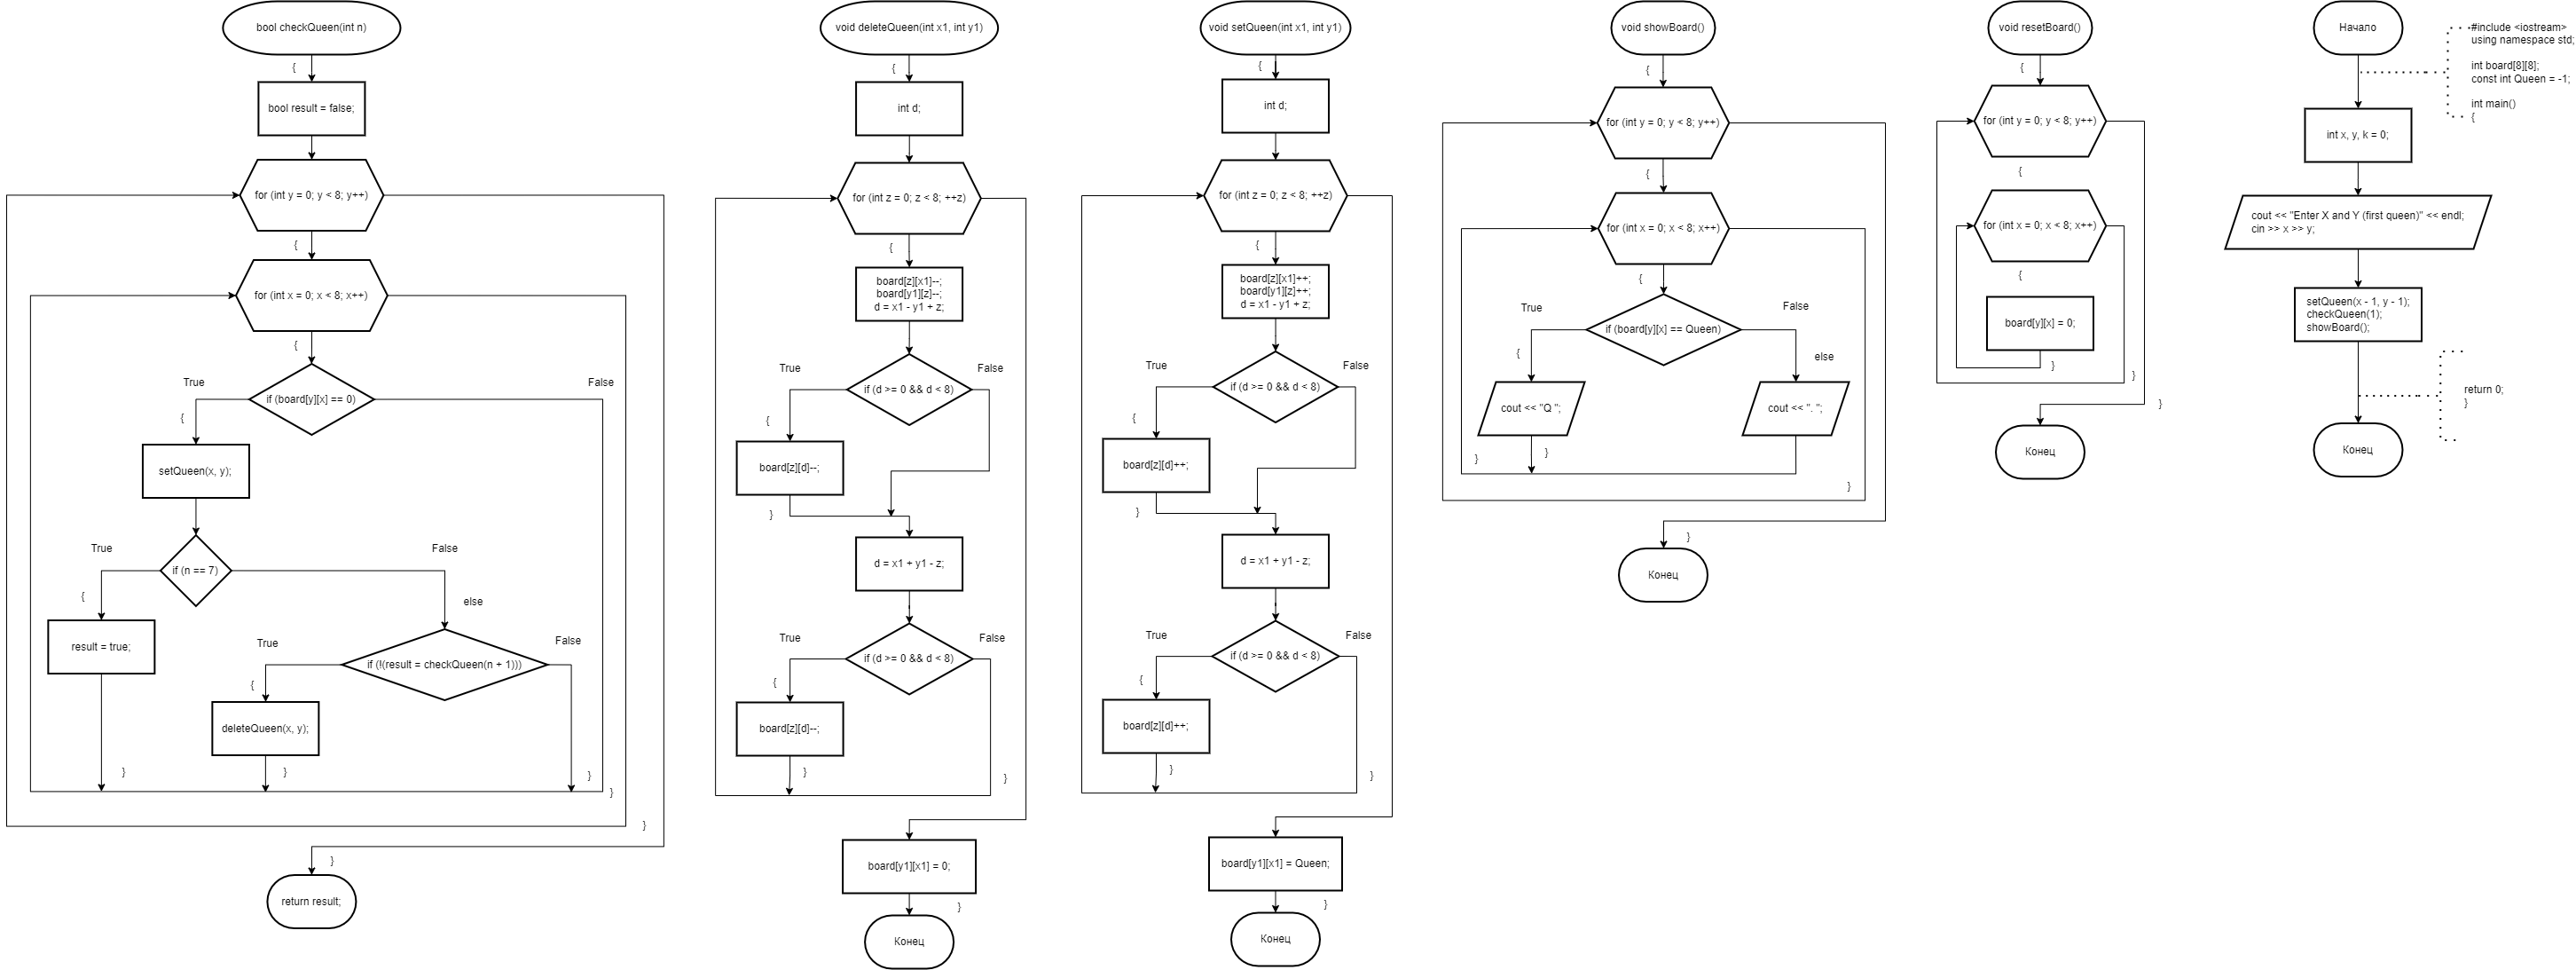 bool checkQueen(int n)
{
bool result = false;
for (int y = 0; y < 8; y++)
{
for (int x = 0; x < 8; x++)
{
True
False
if (board[y][x] == 0)
{
setQueen(x, y);
True
False
if (n == 7)
{
else
result = true;
True
False
if (!(result = checkQueen(n + 1)))
{
deleteQueen(x, y);
}
}
}
}
}
}
return result;
void deleteQueen(int x1, int y1)
{
int d;
for (int z = 0; z < 8; ++z)
{
board[z][x1]--;
board[y1][z]--;
d = x1 - y1 + z;
True
False
if (d >= 0 && d < 8)
{
board[z][d]--;
}
d = x1 + y1 - z;
True
False
if (d >= 0 && d < 8)
{
board[z][d]--;
}
}
board[y1][x1] = 0;
}
Конец
void setQueen(int x1, int y1)
{
int d;
for (int z = 0; z < 8; ++z)
{
board[z][x1]++;
board[y1][z]++;
d = x1 - y1 + z;
True
False
if (d >= 0 && d < 8)
{
board[z][d]++;
}
d = x1 + y1 - z;
True
False
if (d >= 0 && d < 8)
{
board[z][d]++;
}
}
board[y1][x1] = Queen;
}
Конец
void showBoard()
{
for (int y = 0; y < 8; y++)
{
for (int x = 0; x < 8; x++)
{
True
False
if (board[y][x] == Queen)
{
else
cout << "Q ";
cout << ". ";
}
}
}
}
Конец
void resetBoard()
{
for (int y = 0; y < 8; y++)
{
for (int x = 0; x < 8; x++)
{
board[y][x] = 0;
}
}
}
Конец
Начало
#include <iostream>
using namespace std;
int board[8][8];
const int Queen = -1;
int main()
{
int x, y, k = 0;
cout << "Enter X and Y (first queen)" << endl;
cin >> x >> y;
setQueen(x - 1, y - 1);
checkQueen(1);
showBoard();
return 0;
}
Конец